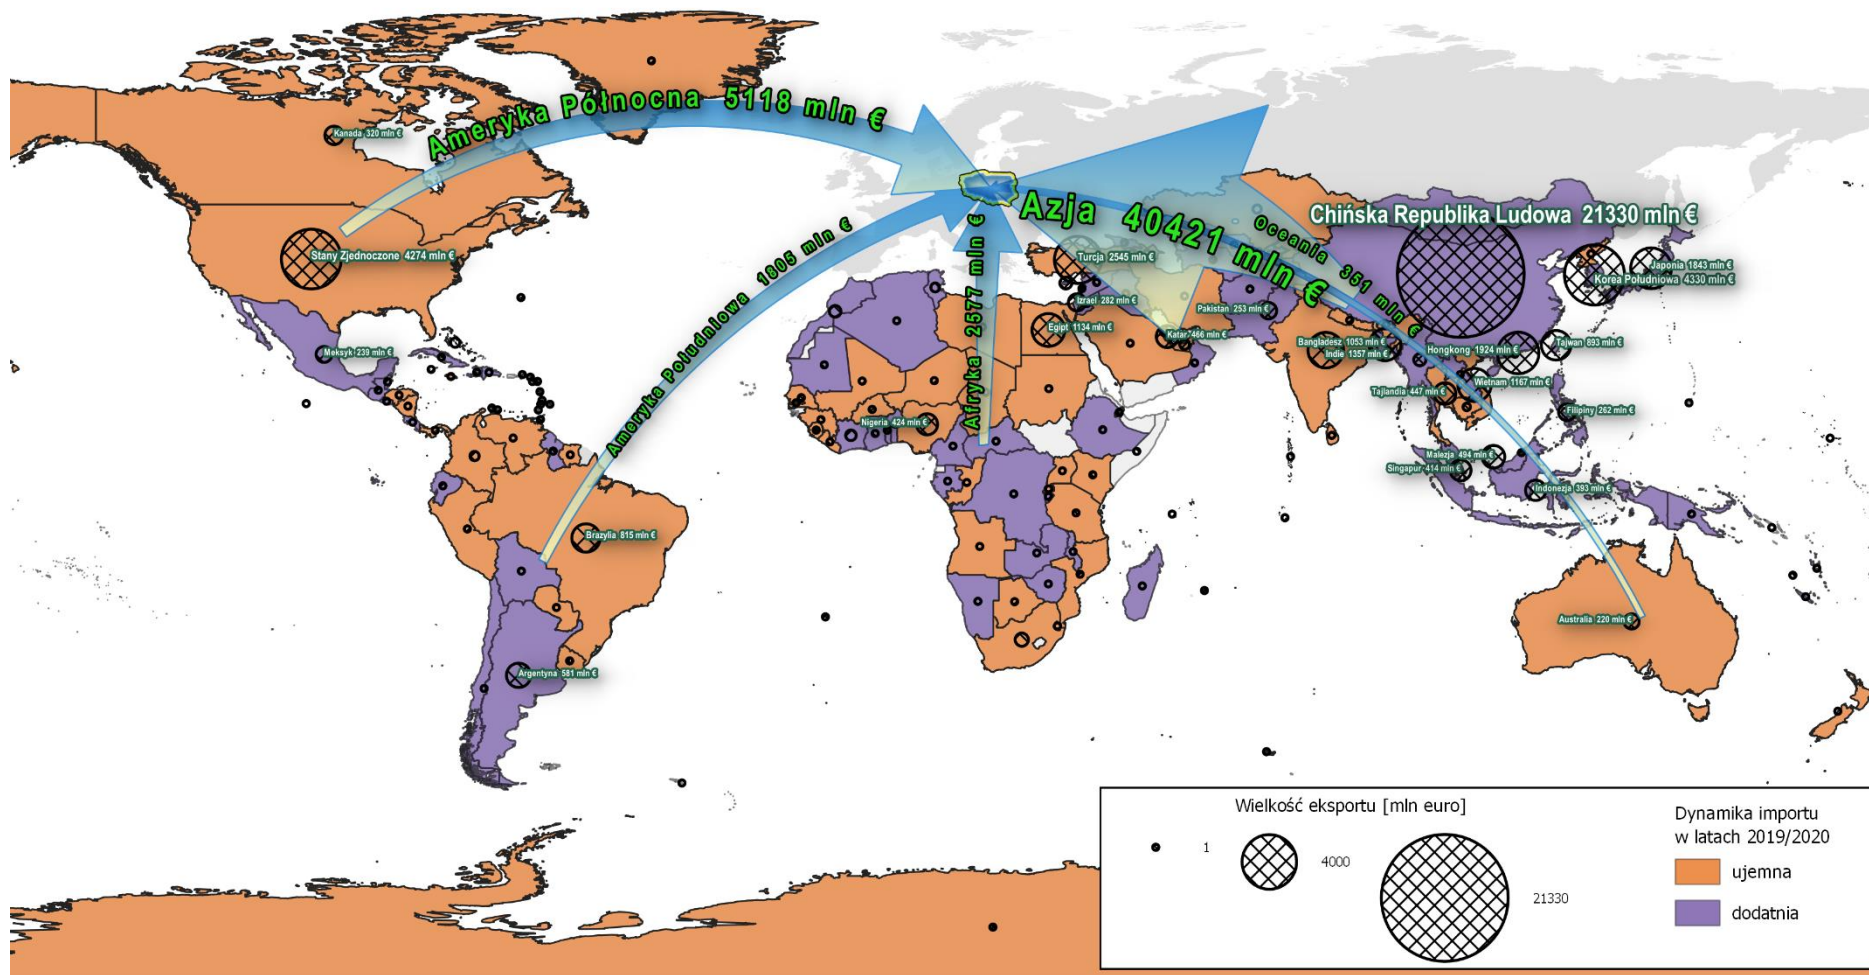 Ameryka Północna 5118 mln €
Kanada 320 mln €
Stany Zjednoczone 4274 mln €
Meksyk 239 mln €
Ameryka Południowa 1805 mln €
Brazylia 815 mln €
Argentyna 581 mln €
Afryka 2577 mln €
Nigeria 424 mln €
Egipt 1134 mln €
Azja 40421 mln €
Oceania 351 mln €
Chińska Republika Ludowa 21330 mln €
Turcja 2545 mln €
Izrael 282 mln €
Katar 466 mln €
Pakistan 253 mln €
Japonia 1843 mln €
Korea Południowa 4330 mln €
Bangladesz 1053 mln €
Indie 1357 mln €
Hongkong 1924 mln €
Tajwan 893 mln €
Tajlandia 447 mln €
Wietnam 1167 mln €
Filipiny 262 mln €
Malezja 494 mln €
Singapur 414 mln €
Indonezja 393 mln €
Australia 220 mln €
Wielkość eksportu [mln euro]
1
4000
21330
Dynamika importu
w latach 2019/2020
ujemna
dodatnia